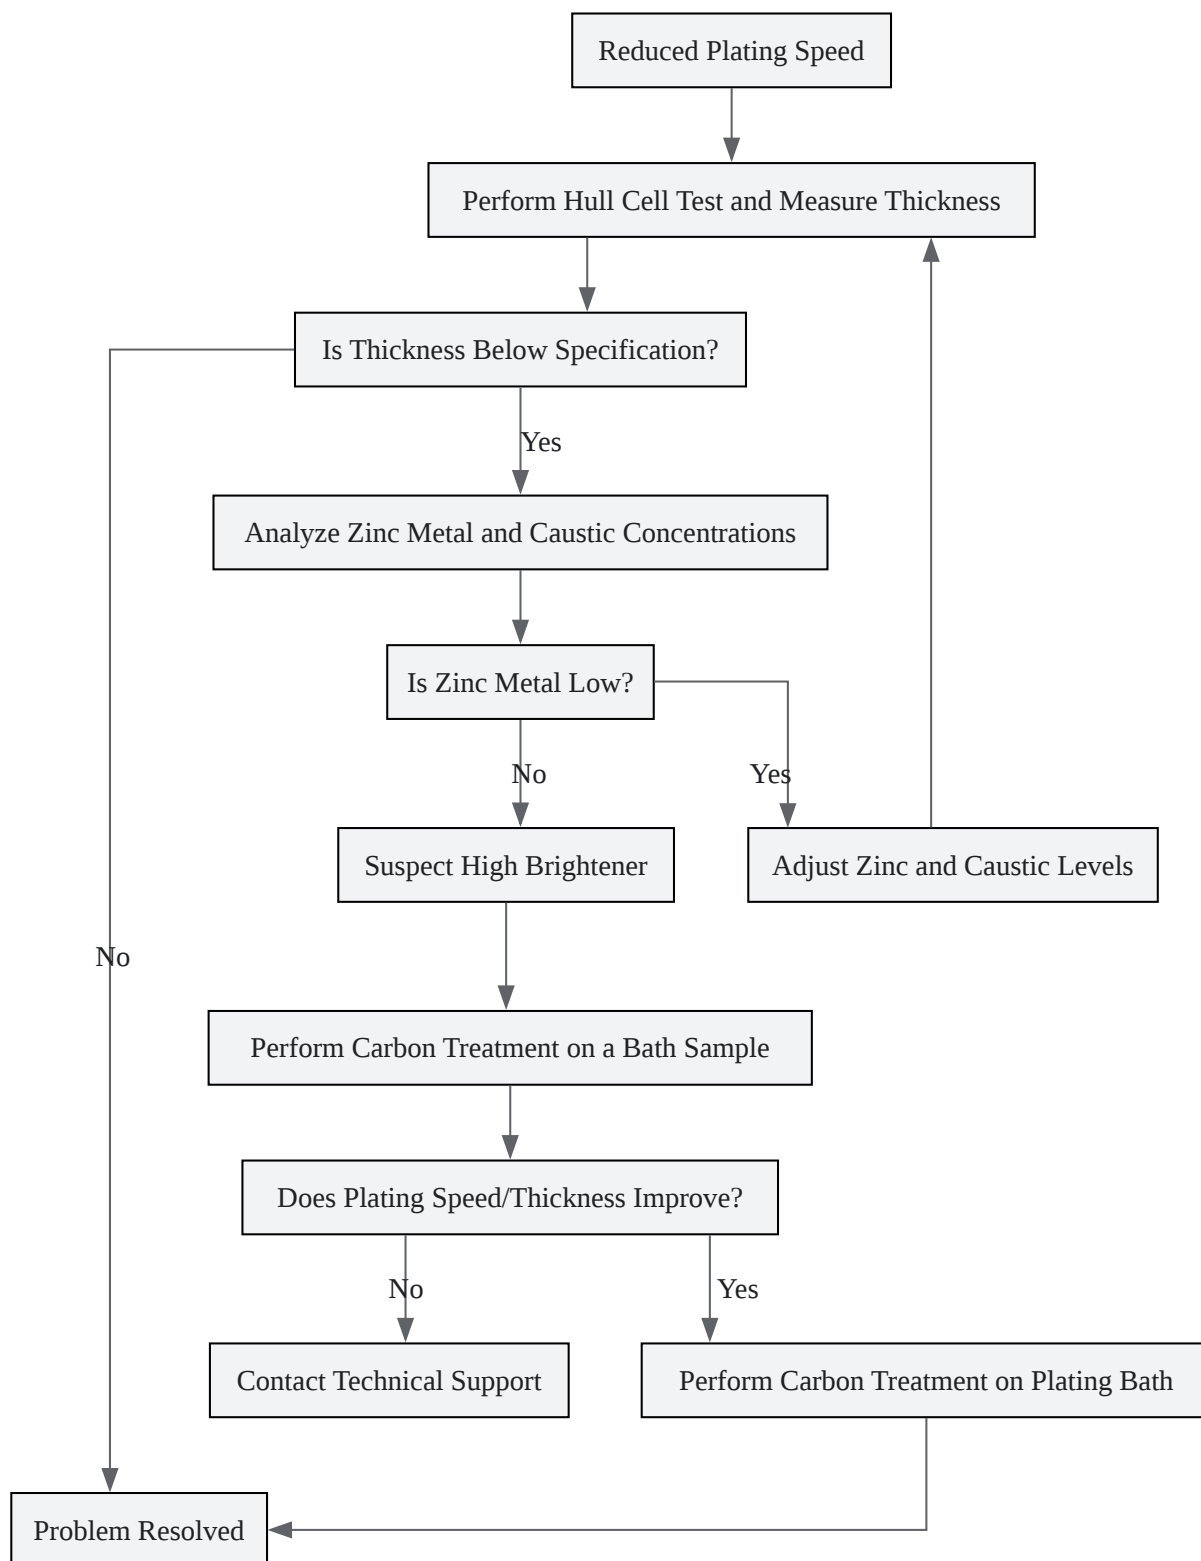 Reduced Plating Speed
Perform Hull Cell Test and Measure Thickness
Is Thickness Below Specification?
Yes
Analyze Zinc Metal and Caustic Concentrations
Is Zinc Metal Low?
No
Yes
Suspect High Brightener
Adjust Zinc and Caustic Levels
No
Perform Carbon Treatment on a Bath Sample
Does Plating Speed/Thickness Improve?
No
Yes
Contact Technical Support
Perform Carbon Treatment on Plating Bath
Problem Resolved